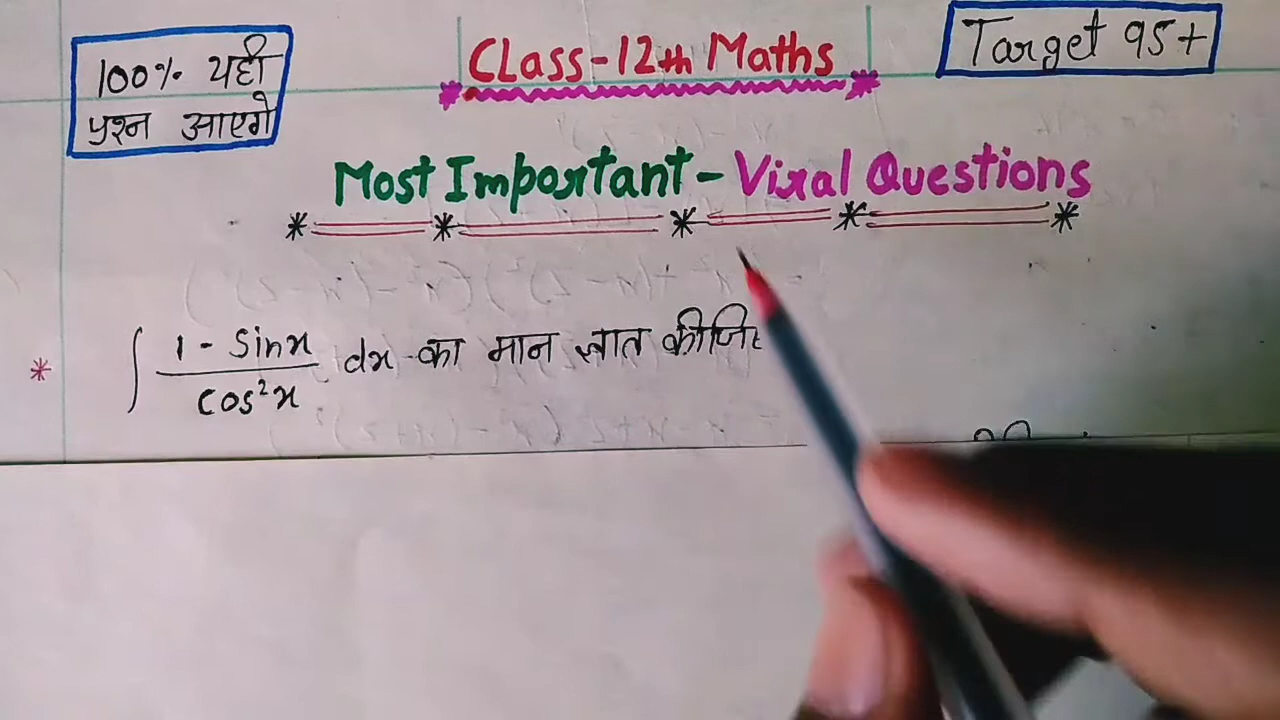 100% यही
प्रश्न आएगे
Class-12th Maths
Target 95+
Most Important - Viral Questions
* ∫ (1 - Sinx)/(Cos²x) dx का मान ज्ञात